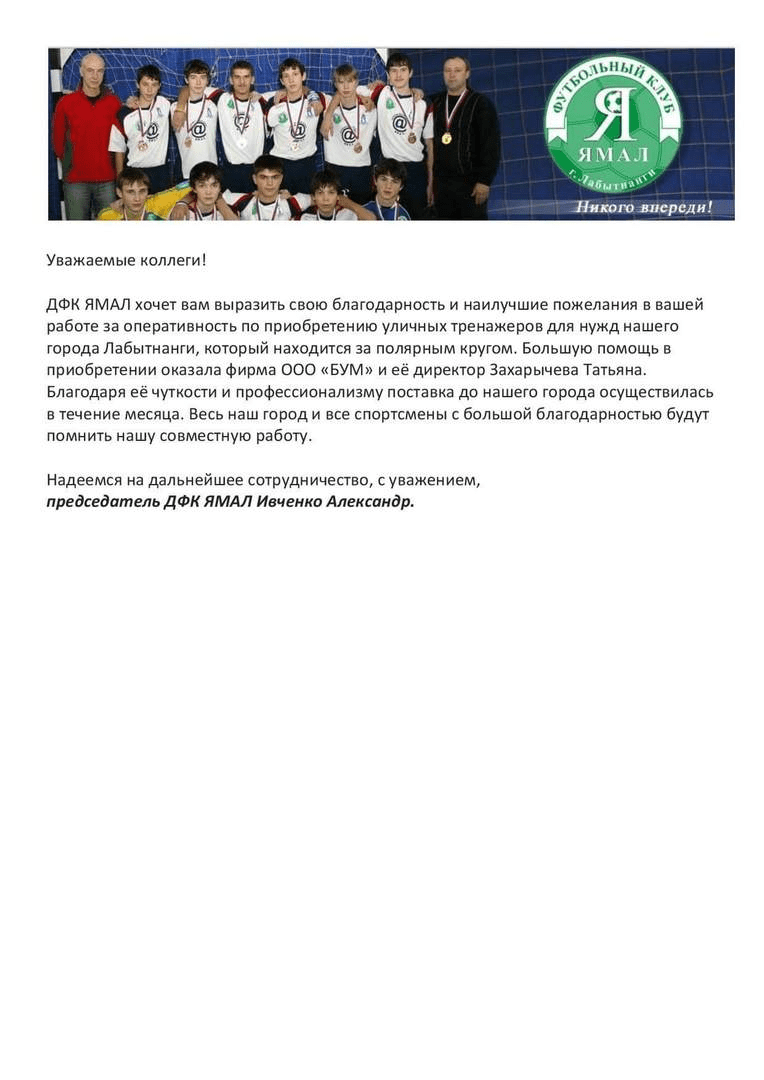 ФУТБОЛЬНЫЙ КЛУБ
Я
ЯМАЛ
г. Лабытнанги
Никого впереди!
Уважаемые коллеги!
ДФК ЯМАЛ хочет вам выразить свою благодарность и наилучшие пожелания в вашей
работе за оперативность по приобретению уличных тренажеров для нужд нашего
города Лабытнанги, который находится за полярным кругом. Большую помощь в
приобретении оказала фирма ООО «БУМ» и её директор Захарычева Татьяна.
Благодаря её чуткости и профессионализму поставка до нашего города осуществилась
в течение месяца. Весь наш город и все спортсмены с большой благодарностью будут
помнить нашу совместную работу.
Надеемся на дальнейшее сотрудничество, с уважением,
председатель ДФК ЯМАЛ Ивченко Александр.